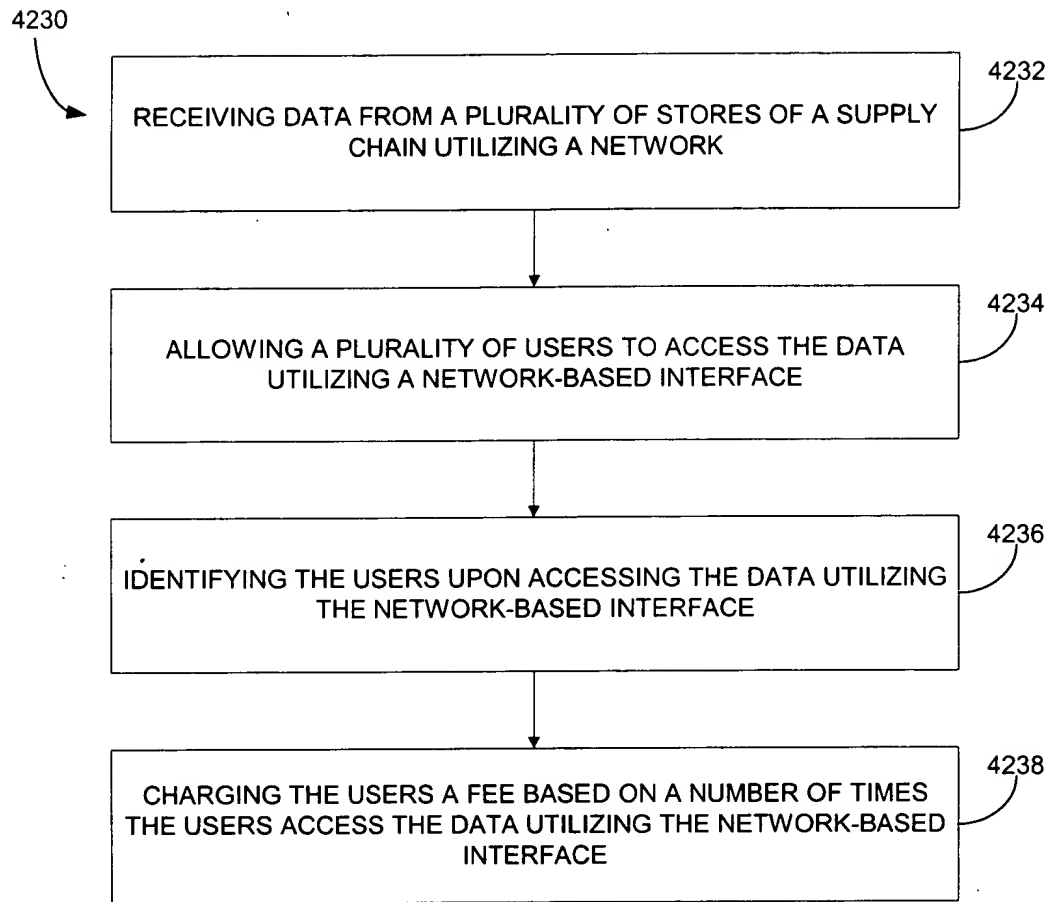 4230
4232
RECEIVING DATA FROM A PLURALITY OF STORES OF A SUPPLY
CHAIN UTILIZING A NETWORK
4234
ALLOWING A PLURALITY OF USERS TO ACCESS THE DATA
UTILIZING A NETWORK-BASED INTERFACE
4236
IDENTIFYING THE USERS UPON ACCESSING THE DATA UTILIZING
THE NETWORK-BASED INTERFACE
4238
CHARGING THE USERS A FEE BASED ON A NUMBER OF TIMES
THE USERS ACCESS THE DATA UTILIZING THE NETWORK-BASED
INTERFACE